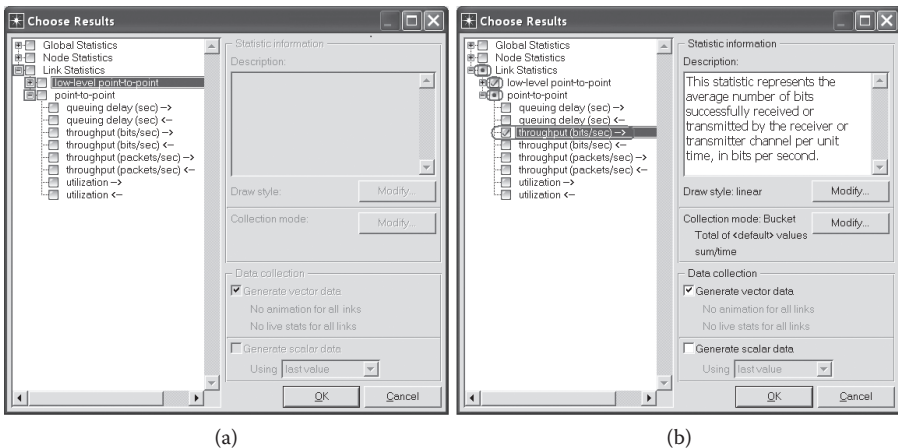 Choose Results
Global Statistics
Node Statistics
Link Statistics
low-level point-to-point
point-to-point
queuing delay (sec) -->
queuing delay (sec) <--
throughput (bits/sec) -->
throughput (bits/sec) <--
throughput (packets/sec) -->
throughput (packets/sec) <--
utilization -->
utilization <--
Statistic information
Description:
Draw style:
Modify...
Collection mode:
Modify...
Data collection
Generate vector data
No animation for all links
No live stats for all links
Generate scalar data
Using last value
OK
Cancel
(a)
Choose Results
Global Statistics
Node Statistics
Link Statistics
low-level point-to-point
point-to-point
queuing delay (sec) -->
queuing delay (sec) <--
throughput (bits/sec) -->
throughput (bits/sec) <--
throughput (packets/sec) -->
throughput (packets/sec) <--
utilization -->
utilization <--
Statistic information
Description:
This statistic represents the
average number of bits
successfully received or
transmitted by the receiver or
transmitter channel per unit
time, in bits per second.
Draw style: linear
Modify...
Collection mode: Bucket
Modify...
Total of <default> values
sum/time
Data collection
Generate vector data
No animation for all links
No live stats for all links
Generate scalar data
Using last value
OK
Cancel
(b)